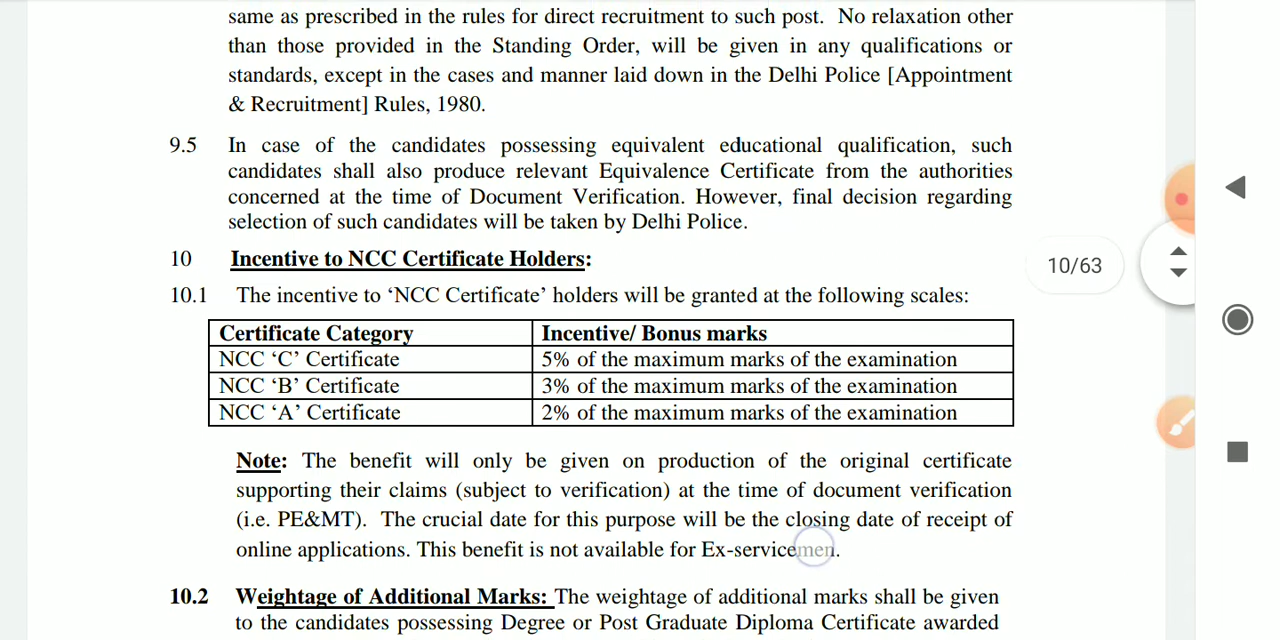 same as prescribed in the rules for direct recruitment to such post. No relaxation other
than those provided in the Standing Order, will be given in any qualifications or
standards, except in the cases and manner laid down in the Delhi Police [Appointment
& Recruitment] Rules, 1980.
9.5 In case of the candidates possessing equivalent educational qualification, such
candidates shall also produce relevant Equivalence Certificate from the authorities
concerned at the time of Document Verification. However, final decision regarding
selection of such candidates will be taken by Delhi Police.
10 Incentive to NCC Certificate Holders:
10/63
10.1 The incentive to ‘NCC Certificate’ holders will be granted at the following scales:
Certificate Category Incentive/ Bonus marks
NCC ‘C’ Certificate 5% of the maximum marks of the examination
NCC ‘B’ Certificate 3% of the maximum marks of the examination
NCC ‘A’ Certificate 2% of the maximum marks of the examination
Note: The benefit will only be given on production of the original certificate
supporting their claims (subject to verification) at the time of document verification
(i.e. PE&MT). The crucial date for this purpose will be the closing date of receipt of
online applications. This benefit is not available for Ex-servicemen.
10.2 Weightage of Additional Marks: The weightage of additional marks shall be given
to the candidates possessing Degree or Post Graduate Diploma Certificate awarded